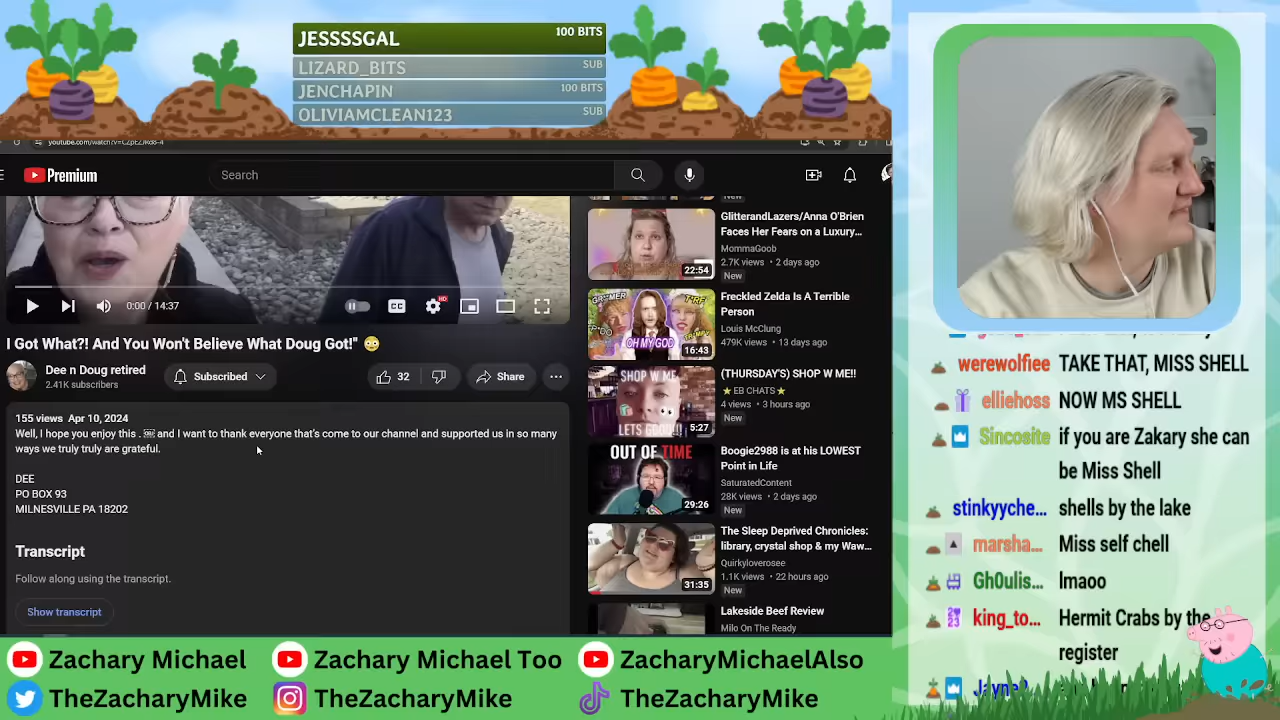 JESSSSGAL 100 BITS
LIZARD_BITS SUB
JENCHAPIN 100 BITS
OLIVIAMCLEAN123 SUB
Premium
Search
0:00 / 14:37
CC
HD
I Got What?! And You Won't Believe What Doug Got!" 😳
Dee n Doug retired
2.41K subscribers
Subscribed
32
Share
155 views Apr 10, 2024
Well, I hope you enjoy this . and I want to thank everyone that's come to our channel and supported us in so many
ways we truly truly are grateful.
DEE
PO BOX 93
MILNESVILLE PA 18202
Transcript
Follow along using the transcript.
Show transcript
New
22:54
GlitterandLazers/Anna O'Brien
Faces Her Fears on a Luxury…
MommaGoob
2.7K views • 2 days ago
New
OH MY GOD
16:43
Freckled Zelda Is A Terrible
Person
Louis McClung
479K views • 13 days ago
SHOP W ME
LETS GO!!!
5:27
(THURSDAY'S) SHOP W ME!!
⭐EB CHATS⭐
4 views • 3 hours ago
New
OUT OF TIME
29:26
Boogie2988 is at his LOWEST
Point in Life
SaturatedContent
28K views • 2 days ago
New
31:35
The Sleep Deprived Chronicles:
library, crystal shop & my Waw…
Quirkyloverosee
1.1K views • 22 hours ago
New
Lakeside Beef Review
Milo On The Ready
werewolfiee TAKE THAT, MISS SHELL
elliehoss NOW MS SHELL
Sincosite if you are Zakary she can
be Miss Shell
stinkyyche... shells by the lake
marsha... Miss self chell
Gh0ulis... lmaoo
king_to... Hermit Crabs by the
register
Zachary Michael
Zachary Michael Too
ZacharyMichaelAlso
TheZacharyMike
TheZacharyMike
TheZacharyMike